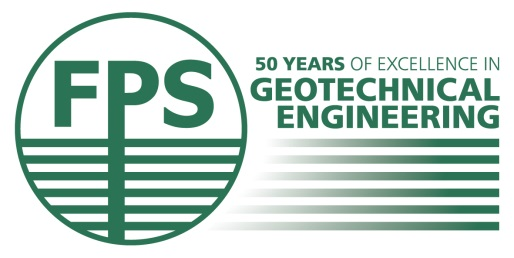 FPS
50 YEARS OF EXCELLENCE IN
GEOTECHNICAL
ENGINEERING